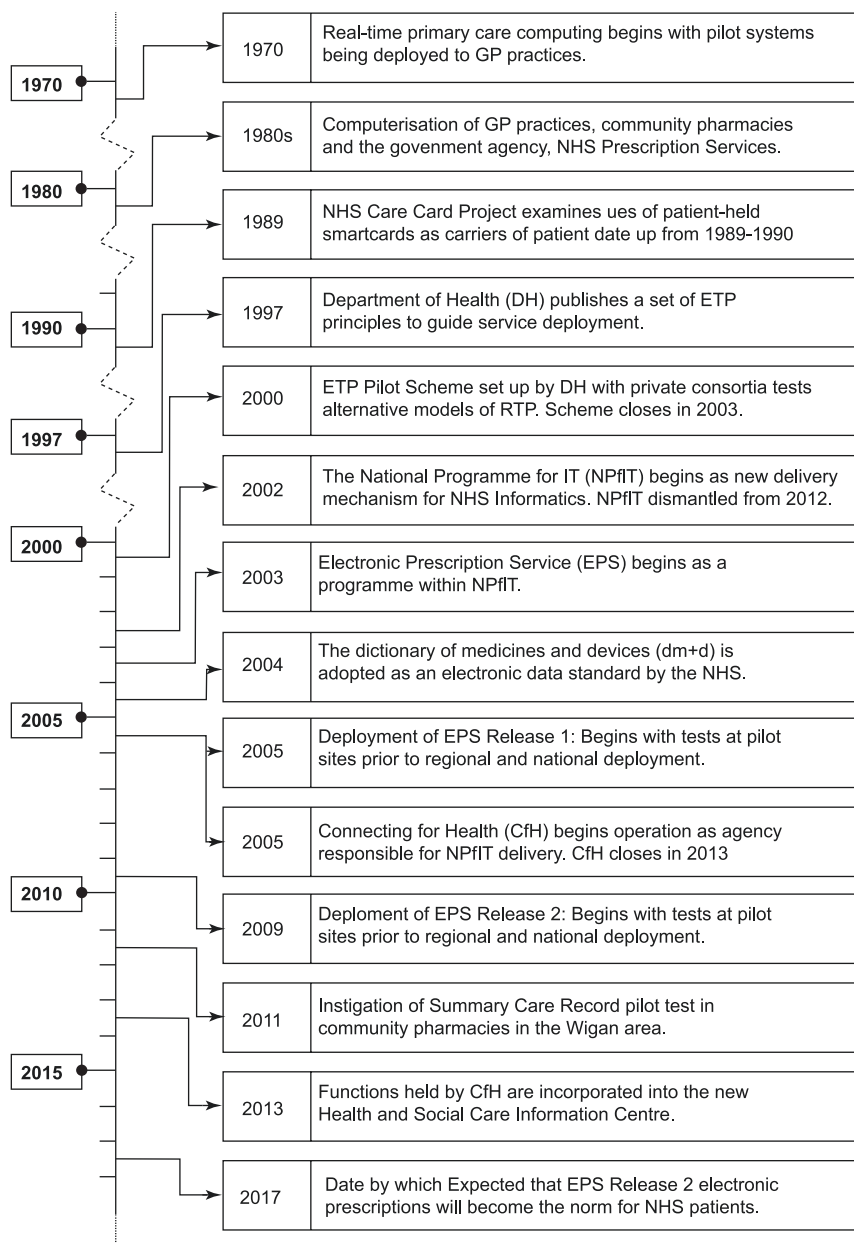 1970
Real-time primary care computing begins with pilot systems
being deployed to GP practices.
1970
1980s
Computerisation of GP practices, community pharmacies
and the govenment agency, NHS Prescription Services.
1980
1989
NHS Care Card Project examines ues of patient-held
smartcards as carriers of patient date up from 1989-1990
1990
1997
Department of Health (DH) publishes a set of ETP
principles to guide service deployment.
2000
ETP Pilot Scheme set up by DH with private consortia tests
alternative models of RTP. Scheme closes in 2003.
1997
2002
The National Programme for IT (NPfIT) begins as new delivery
mechanism for NHS Informatics. NPfIT dismantled from 2012.
2000
2003
Electronic Prescription Service (EPS) begins as a
programme within NPfIT.
2004
The dictionary of medicines and devices (dm+d) is
adopted as an electronic data standard by the NHS.
2005
2005
Deployment of EPS Release 1: Begins with tests at pilot
sites prior to regional and national deployment.
2005
Connecting for Health (CfH) begins operation as agency
responsible for NPfIT delivery. CfH closes in 2013
2010
2009
Deploment of EPS Release 2: Begins with tests at pilot
sites prior to regional and national deployment.
2011
Instigation of Summary Care Record pilot test in
community pharmacies in the Wigan area.
2015
2013
Functions held by CfH are incorporated into the new
Health and Social Care Information Centre.
2017
Date by which Expected that EPS Release 2 electronic
prescriptions will become the norm for NHS patients.